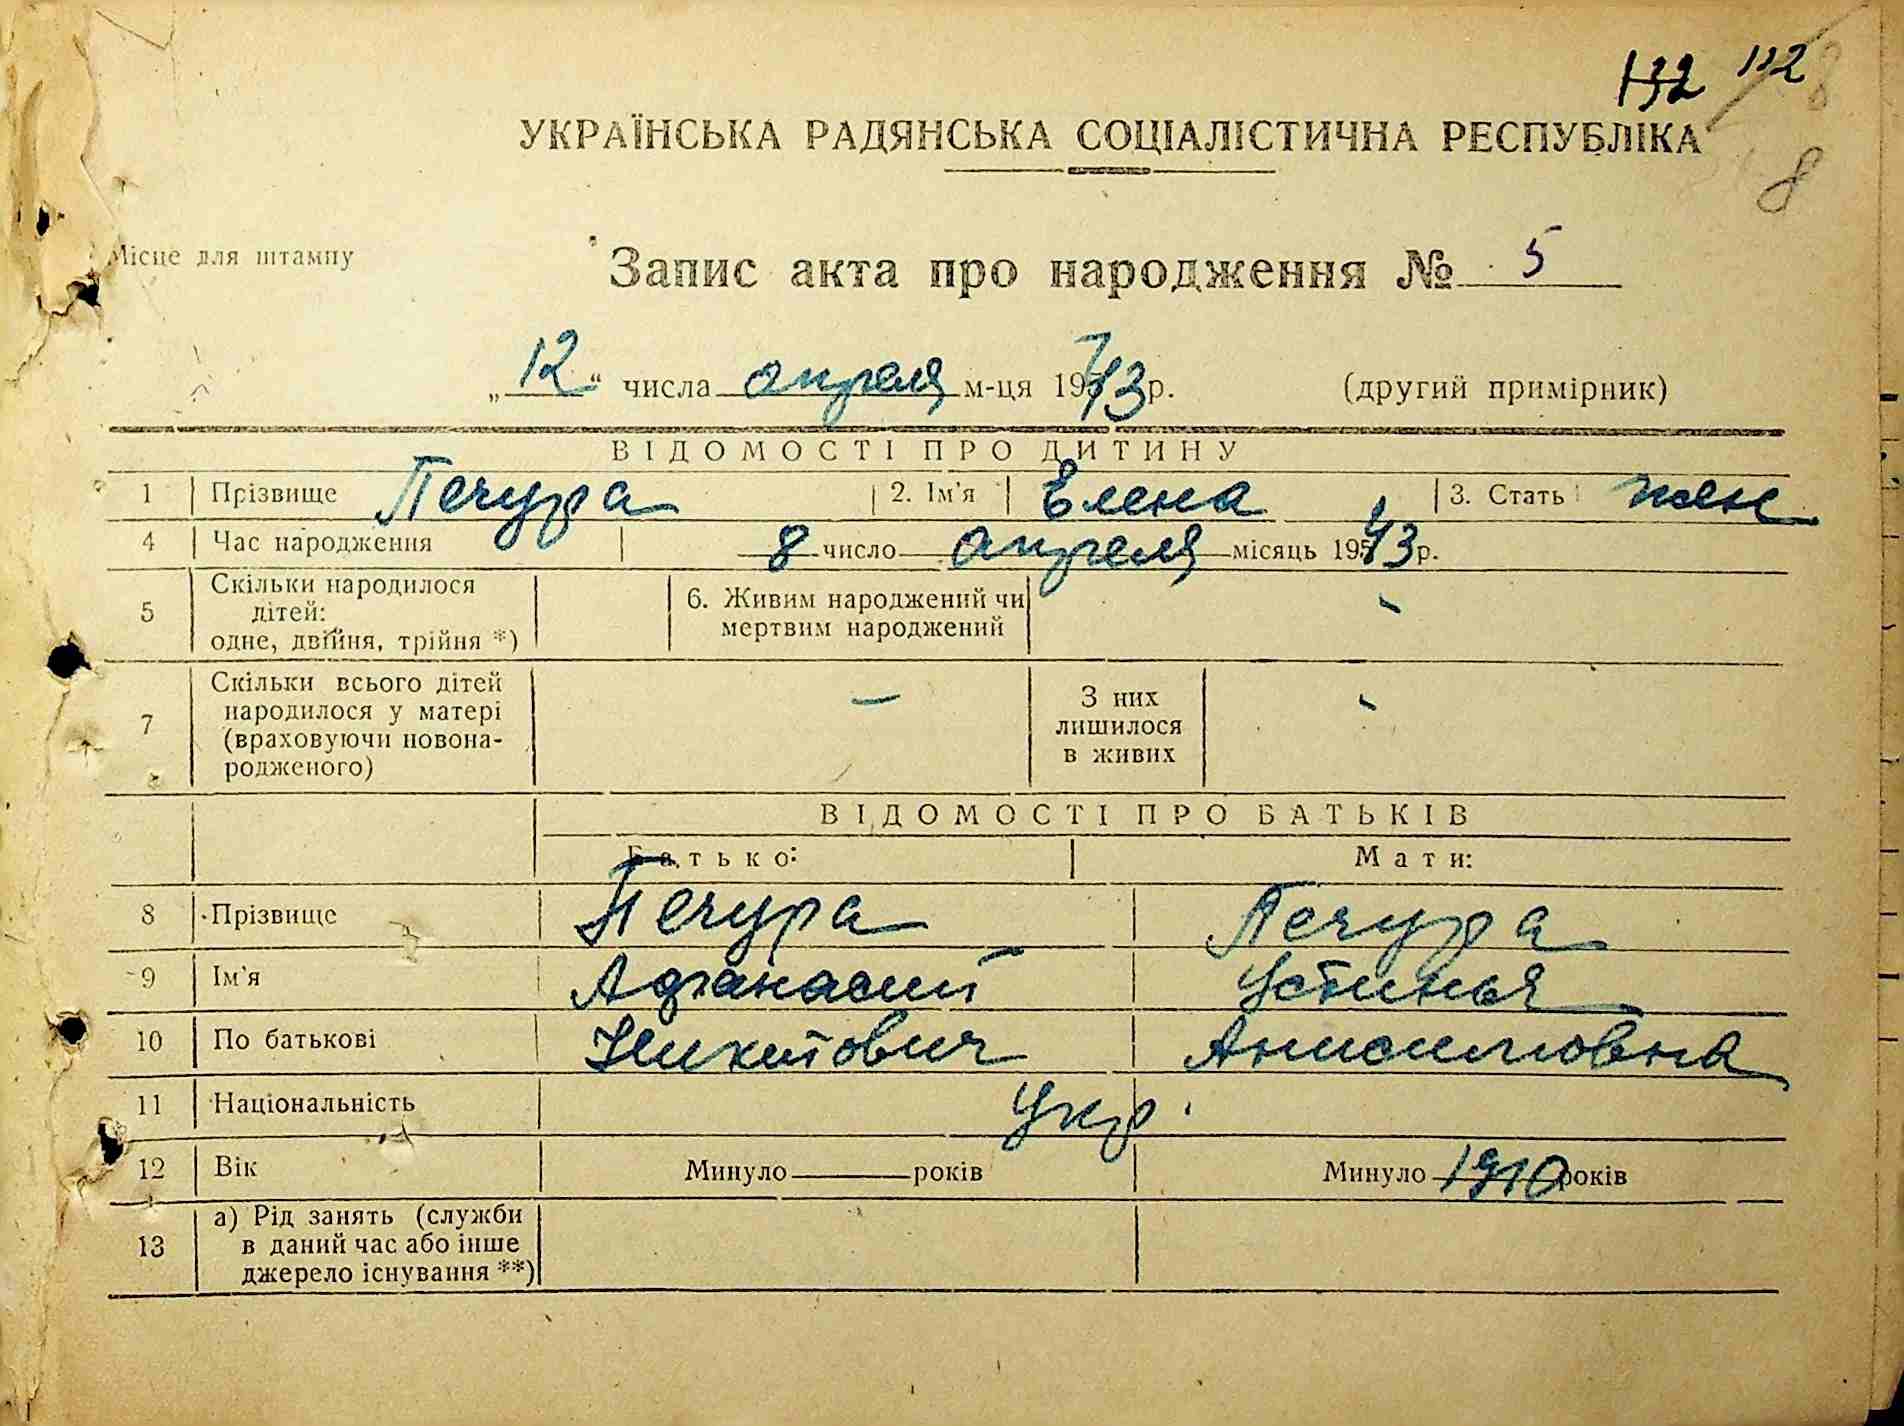 132 112
УКРАЇНСЬКА РАДЯНСЬКА СОЦІАЛІСТИЧНА РЕСПУБЛІКА
8
Місце для штампу
Запис акта про народження № 5
„12“ числа апреля м-ця 1943 р. (другий примірник)
ВІДОМОСТІ ПРО ДИТИНУ
1 Прізвище Печура 2. Ім'я Елена 3. Стать жен
4 Час народження 8 число апреля місяць 1943 р.
5 Скільки народилося дітей: одне, двійня, трійня *) 6. Живим народжений чи мертвим народжений -
7 Скільки всього дітей народилося у матері (враховуючи новонародженого) — З них лишилося в живих -
ВІДОМОСТІ ПРО БАТЬКІВ
Батько: Мати:
8 Прізвище Печура Печура
9 Ім'я Афанасий Устинья
10 По батькові Никитович Анисимовна
11 Національність Укр.
12 Вік Минуло років Минуло 1910 років
13 а) Рід занять (служби в даний час або інше джерело існування **)